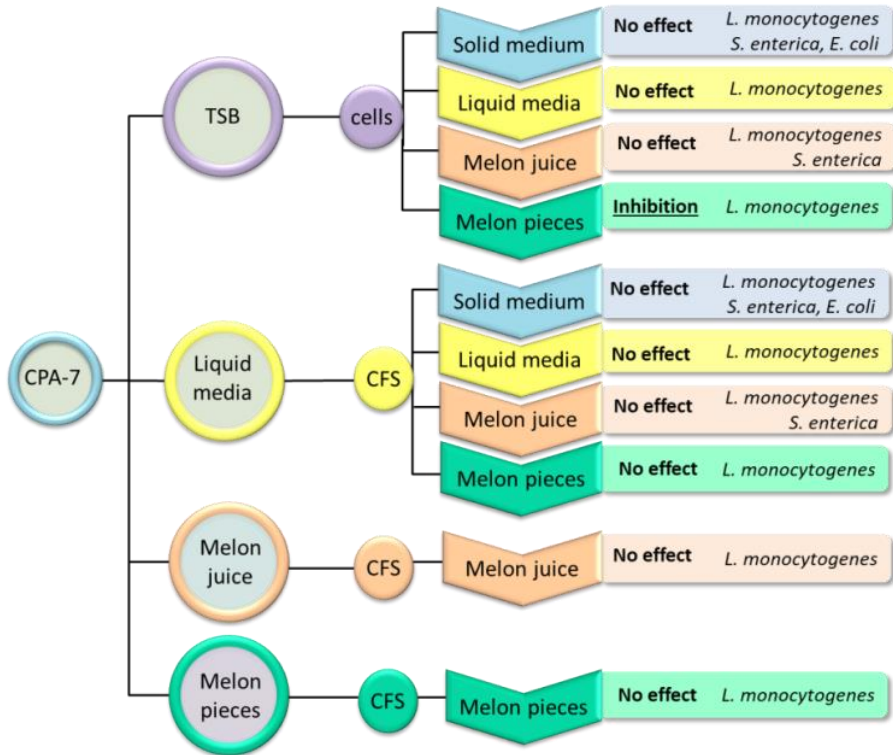 CPA-7
TSB
cells
Solid medium
No effect
L. monocytogenes
S. enterica, E. coli
Liquid media
No effect
L. monocytogenes
Melon juice
No effect
L. monocytogenes
S. enterica
Melon pieces
Inhibition
L. monocytogenes
Liquid
media
CFS
Solid medium
No effect
L. monocytogenes
S. enterica, E. coli
Liquid media
No effect
L. monocytogenes
Melon juice
No effect
L. monocytogenes
S. enterica
Melon pieces
No effect
L. monocytogenes
Melon
juice
CFS
Melon juice
No effect
L. monocytogenes
Melon
pieces
CFS
Melon pieces
No effect
L. monocytogenes